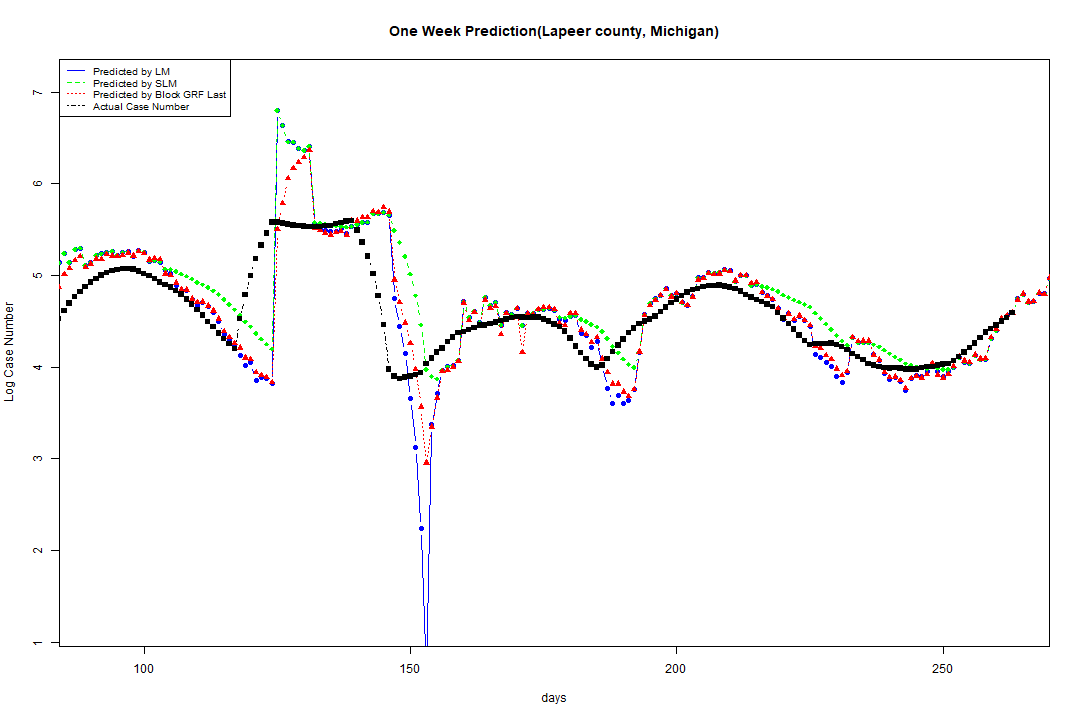 One Week Prediction(Lapeer county, Michigan)
Predicted by LM
Predicted by SLM
Predicted by Block GRF Last
Actual Case Number
7
6
5
4
3
2
1
Log Case Number
100
150
200
250
days